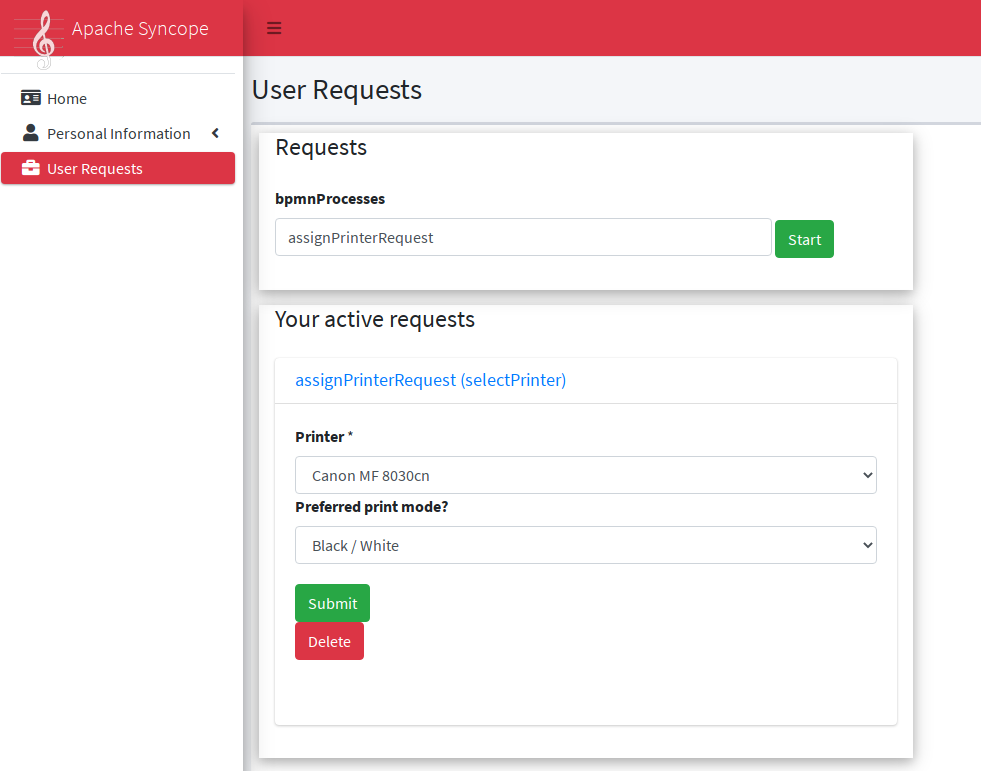 Apache Syncope
Home
Personal Information
User Requests
User Requests
Requests
bpmnProcesses
assignPrinterRequest
Start
Your active requests
assignPrinterRequest (selectPrinter)
Printer *
Canon MF 8030cn
Preferred print mode?
Black / White
Submit
Delete